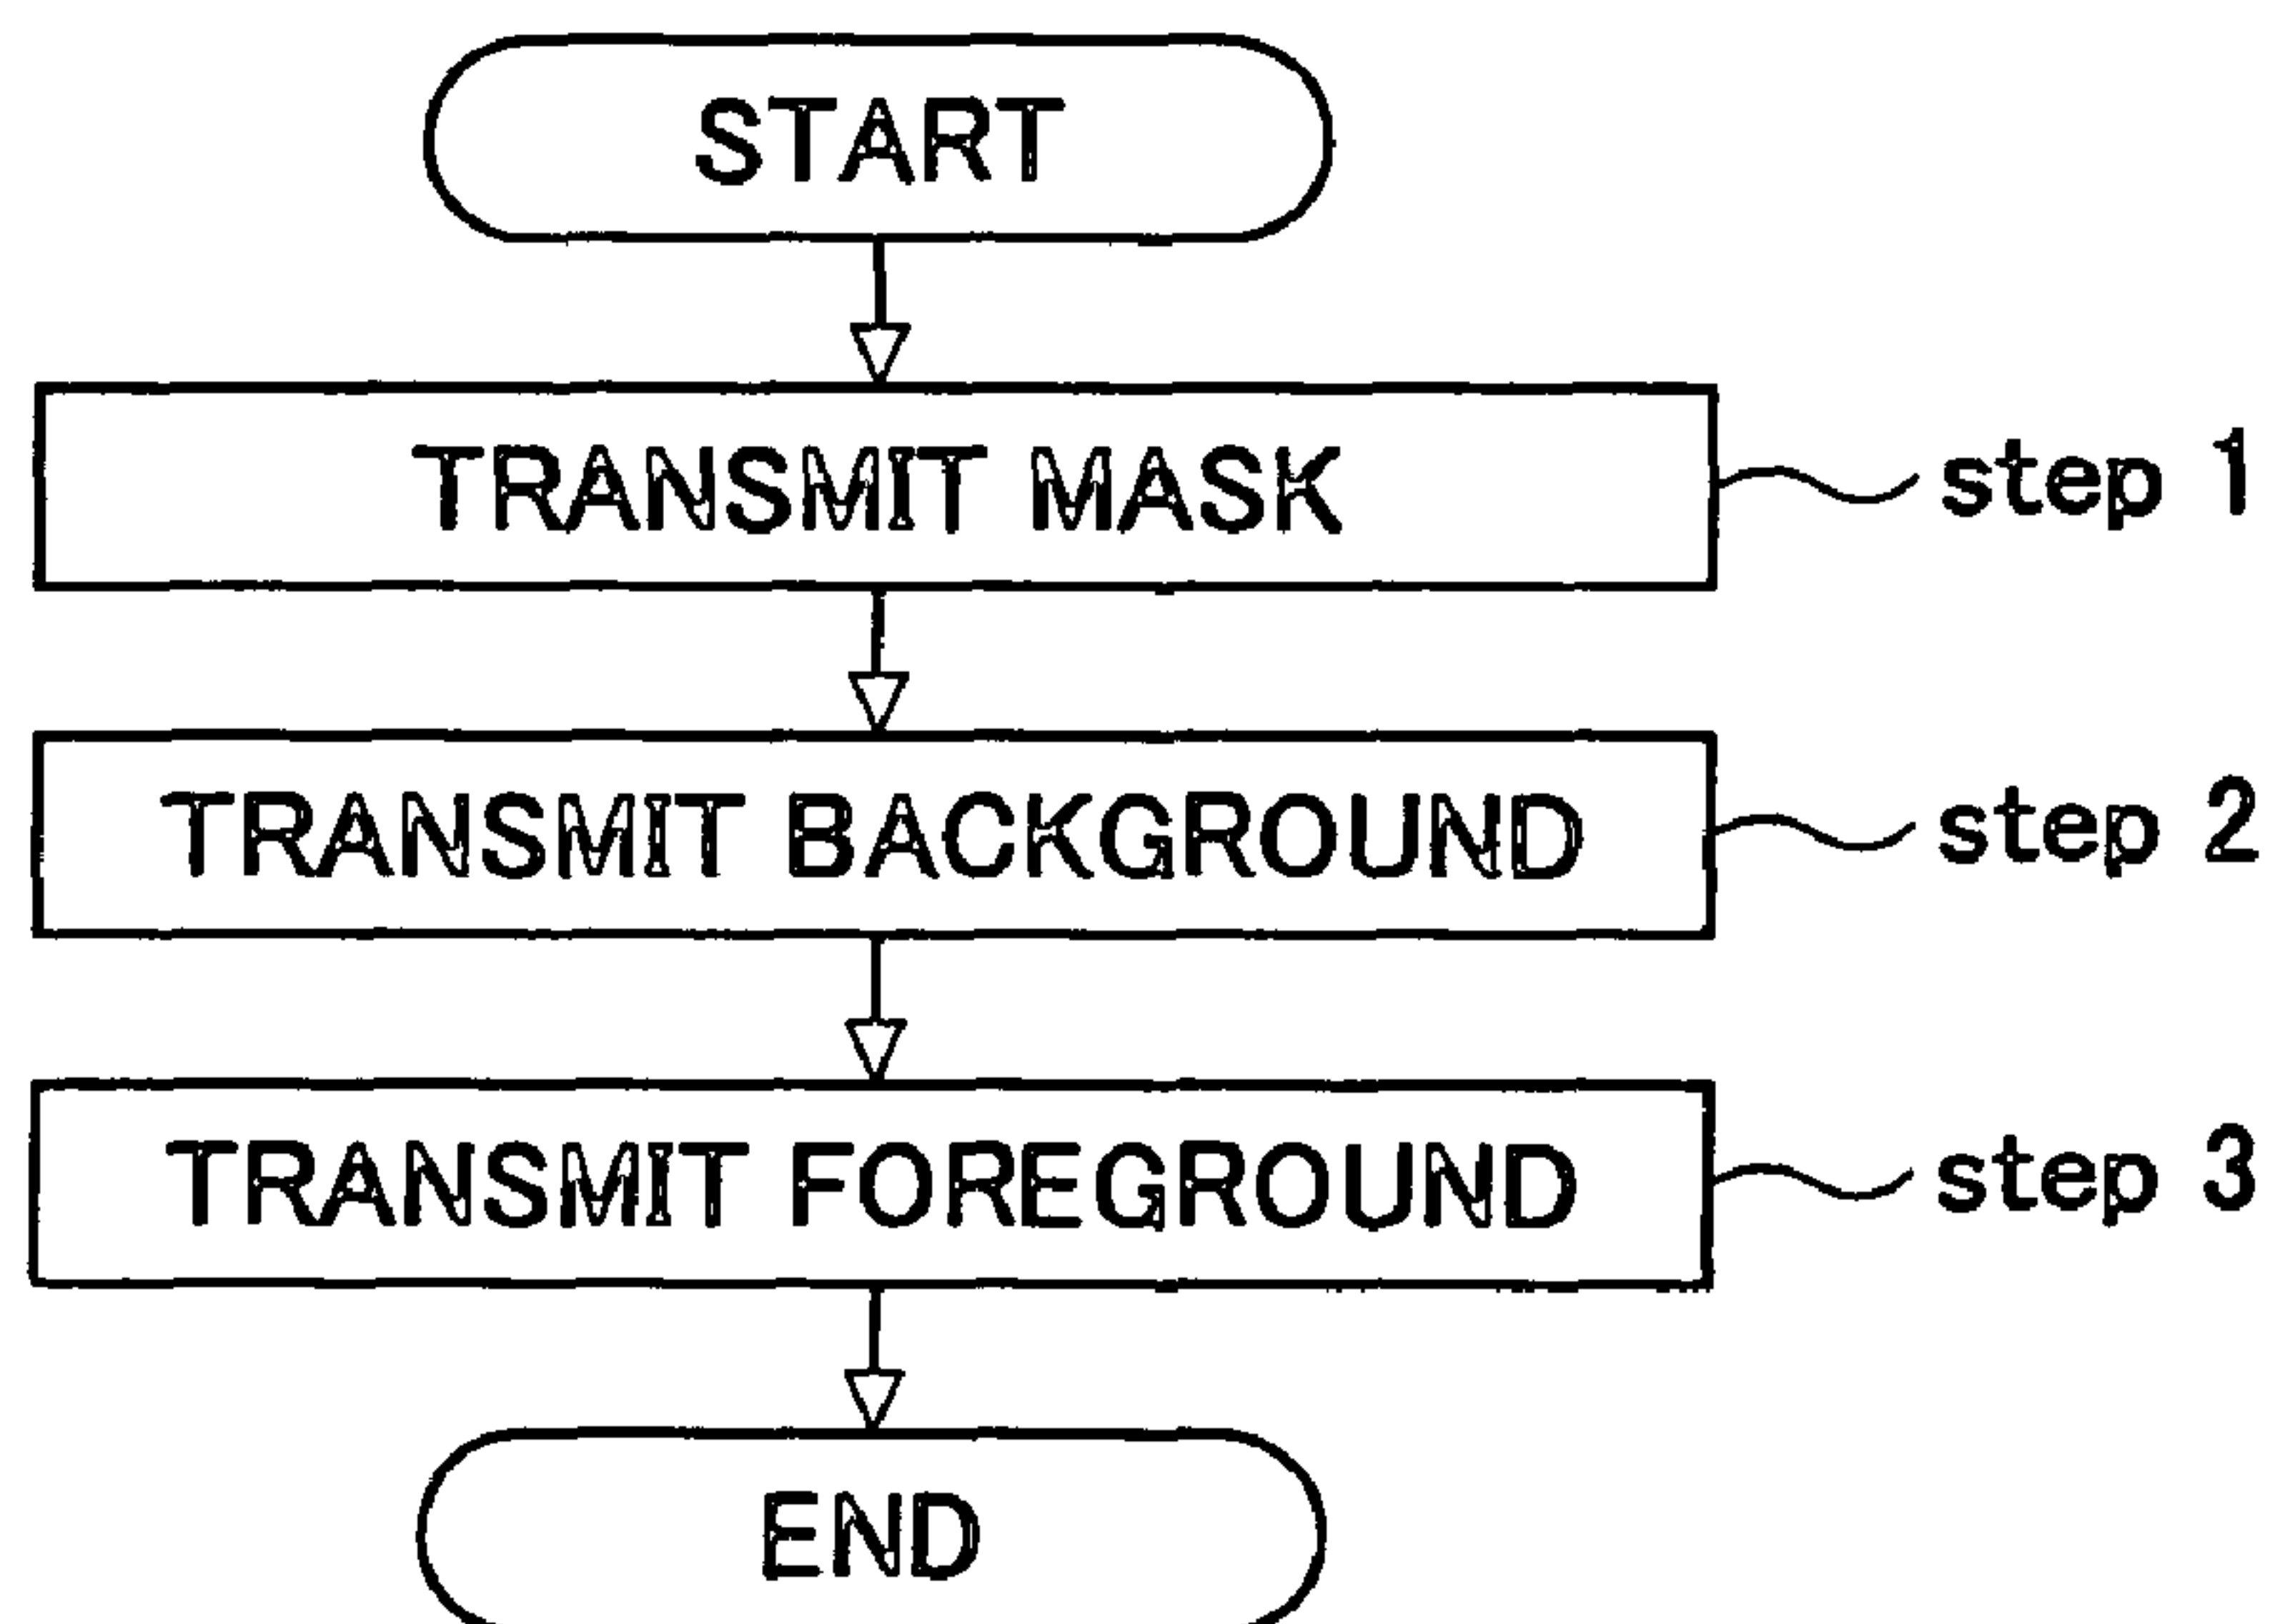 START
TRANSMIT MASK step 1
TRANSMIT BACKGROUND step 2
TRANSMIT FOREGROUND step 3
END